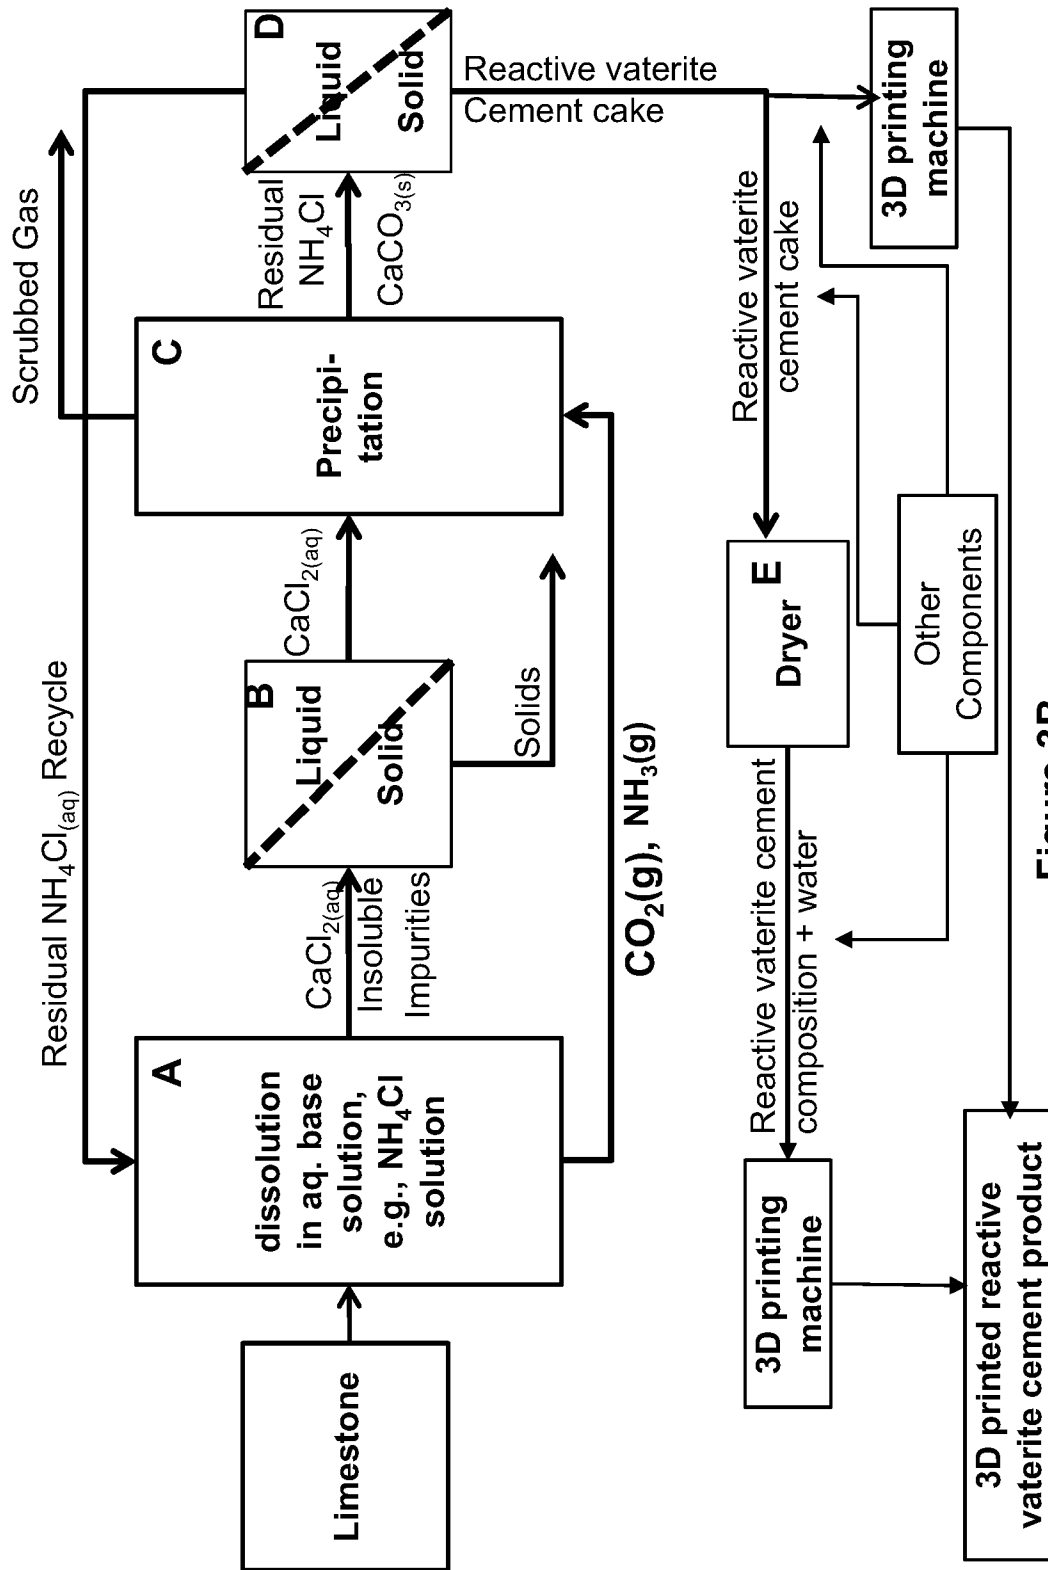 Limestone
A
dissolution
in aq. base
solution,
e.g., NH₄Cl
solution
Residual NH₄Cl(aq) Recycle
CaCl₂(aq)
Insoluble
Impurities
B
Liquid
Solid
Solids
CaCl₂(aq)
CO₂(g), NH₃(g)
C
Precipi-
tation
Scrubbed Gas
Residual
NH₄Cl
CaCO₃(s)
D
Liquid
Solid
Reactive vaterite
Cement cake
3D printing
machine
Reactive vaterite
cement cake
E
Dryer
Other
Components
Reactive vaterite cement
composition + water
3D printing
machine
3D printed reactive
vaterite cement product